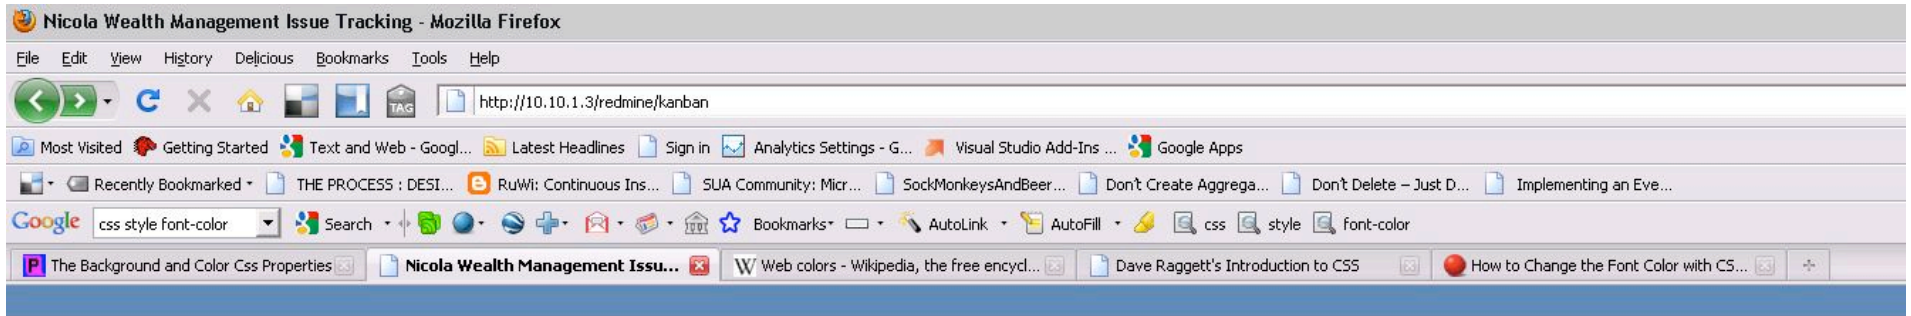 Nicola Wealth Management Issue Tracking - Mozilla Firefox
File Edit View History Delicious Bookmarks Tools Help
TAG http://10.10.1.3/redmine/kanban
Most Visited Getting Started Text and Web - Googl... Latest Headlines Sign in Analytics Settings - G... Visual Studio Add-Ins ... Google Apps
Recently Bookmarked THE PROCESS : DESI... RuWi: Continuous Ins... SUA Community: Micr... SockMonkeysAndBeer... Don't Create Aggrega... Don't Delete – Just D... Implementing an Eve...
Google css style font-color Search Bookmarks AutoLink AutoFill css style font-color
P The Background and Color Css Properties Nicola Wealth Management Issu... W Web colors - Wikipedia, the free encycl... Dave Raggett's Introduction to CSS How to Change the Font Color with CS...